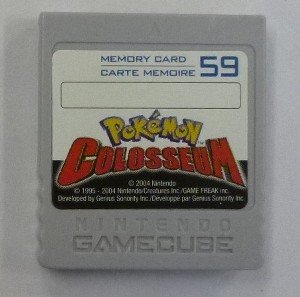 MEMORY CARD
CARTE MEMOIRE 59
POKéMON
COLOSSEUM
© 2004 Nintendo
© 1995 - 2004 Nintendo/Creatures inc. /GAME FREAK inc.
Developed by Genius Sonority Inc. /Développé par Genius Sonority Inc.
NINTENDO
GAMECUBE